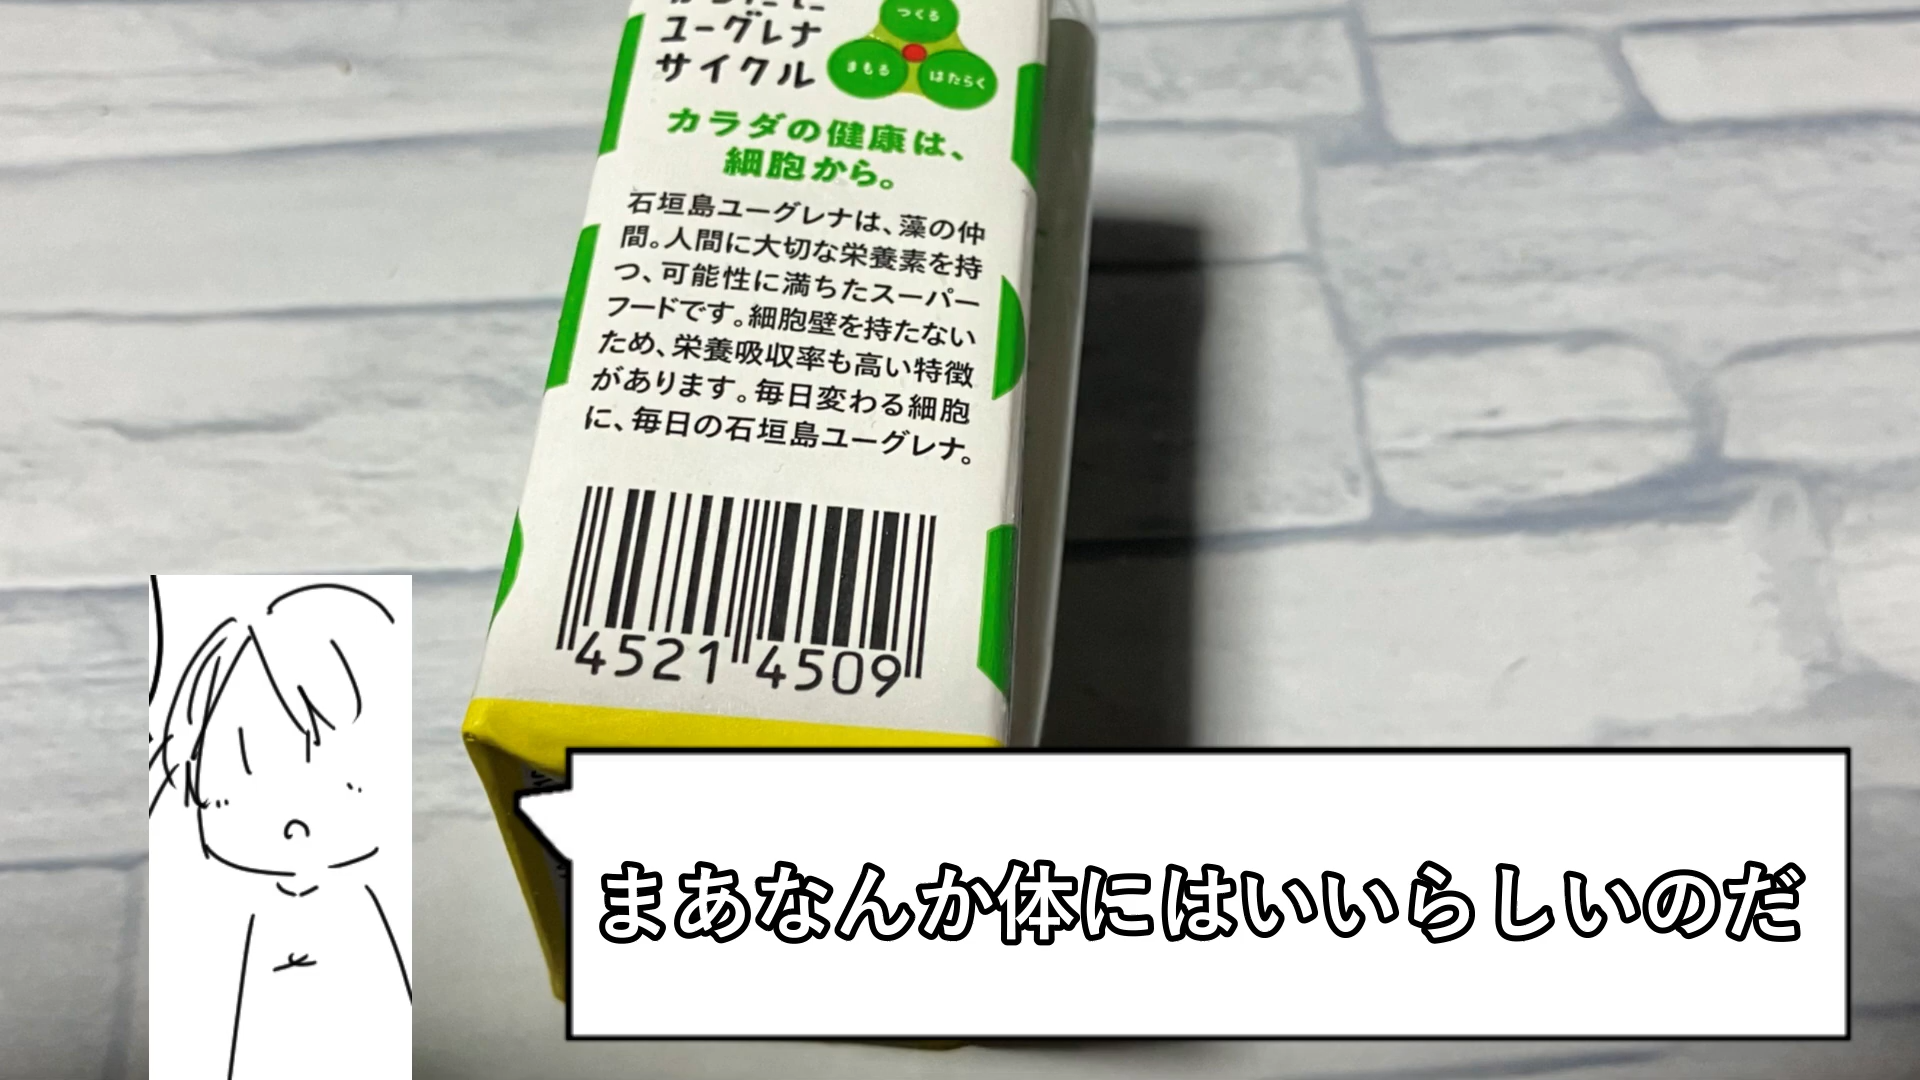 ユーグレナ
サイクル
つくる
まもる
はたらく
カラダの健康は、
細胞から。
石垣島ユーグレナは、藻の仲
間。人間に大切な栄養素を持
つ、可能性に満ちたスーパー
フードです。細胞壁を持たない
ため、栄養吸収率も高い特徴
があります。毎日変わる細胞
に、毎日の石垣島ユーグレナ。
4521 4509
まあなんか体にはいいらしいのだ